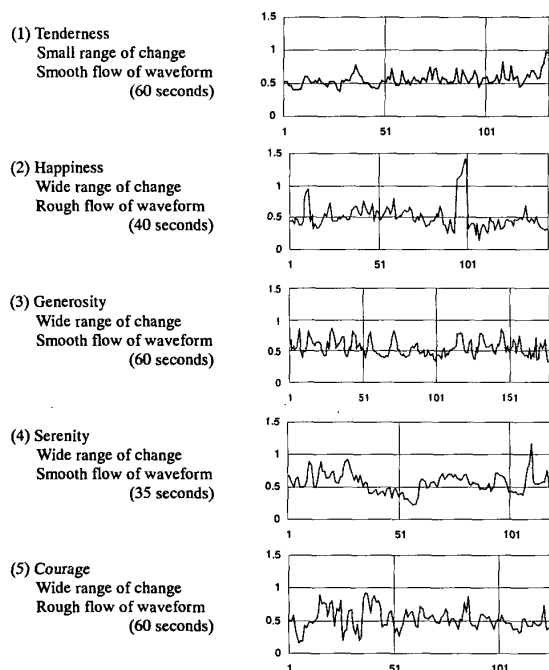 (1) Tenderness
Small range of change
Smooth flow of waveform
(60 seconds)
1.5
1
0.5
0
1 51 101
(2) Happiness
Wide range of change
Rough flow of waveform
(40 seconds)
1.5
1
0.5
0
1 51 101
(3) Generosity
Wide range of change
Smooth flow of waveform
(60 seconds)
1.5
1
0.5
0
1 51 101 151
(4) Serenity
Wide range of change
Smooth flow of waveform
(35 seconds)
1.5
1
0.5
0
1 51 101
(5) Courage
Wide range of change
Rough flow of waveform
(60 seconds)
1.5
1
0.5
0
1 51 101